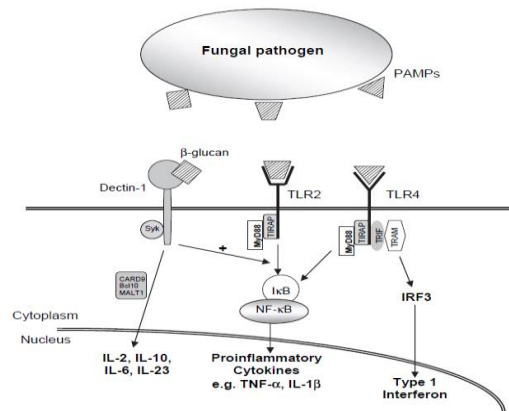 Fungal pathogen
PAMPs
β-glucan
Dectin-1
TLR2
TLR4
Syk
MyD88
TIRAP
MyD88
TIRAP
TRIF
TRAM
+
CARD9
Bcl10
MALT1
IκB
NF-κB
IRF3
Cytoplasm
Nucleus
IL-2, IL-10,
IL-6, IL-23
Proinflammatory
Cytokines
e.g. TNF-α, IL-1β
Type 1
Interferon